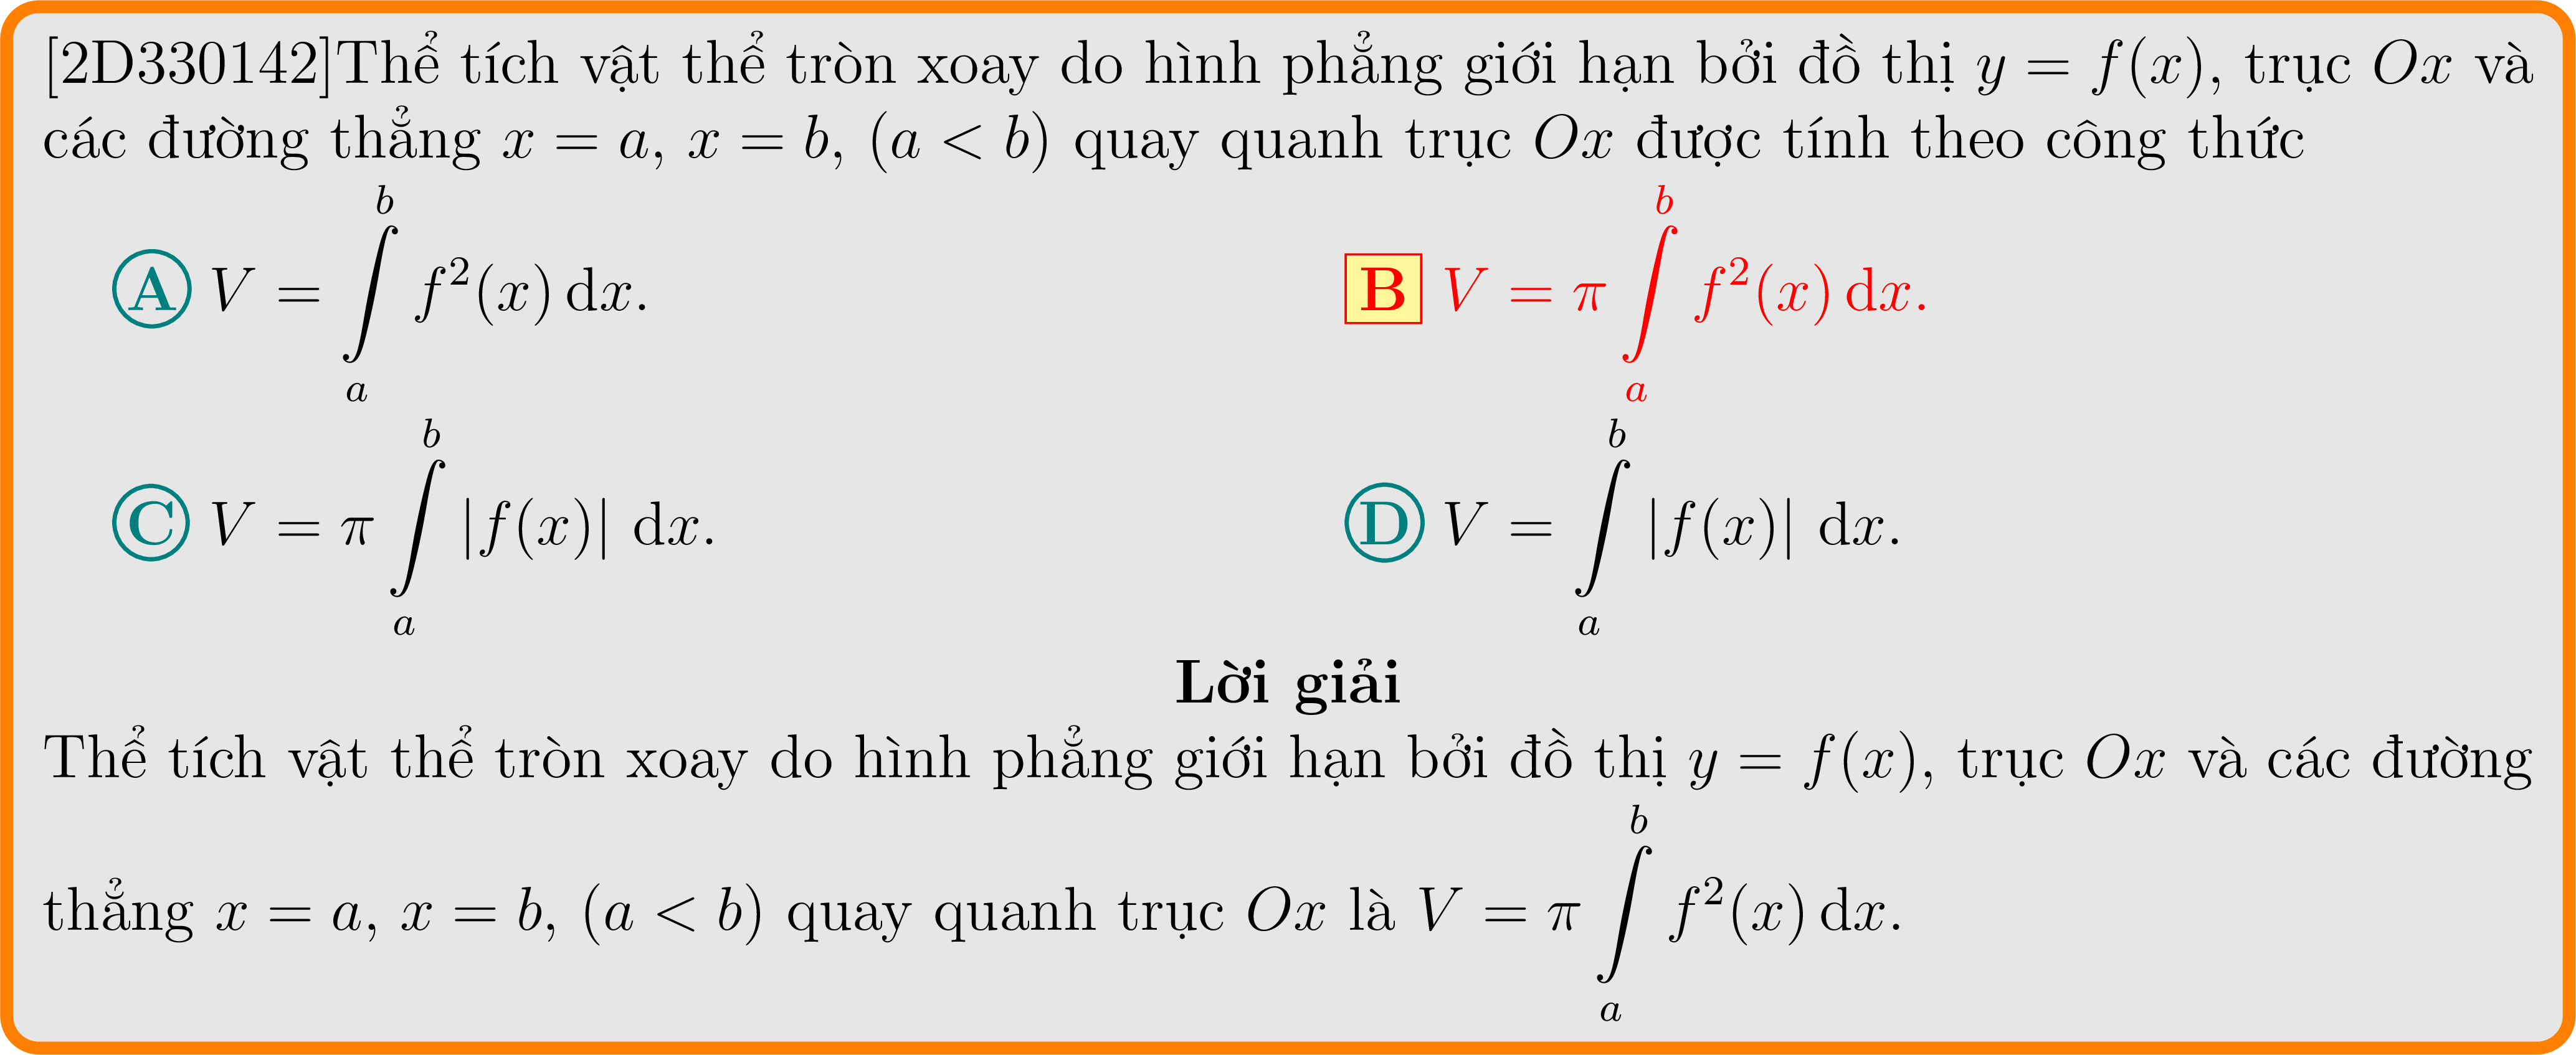 [2D330142]Thể tích vật thể tròn xoay do hình phẳng giới hạn bởi đồ thị $y = f(x)$, trục $Ox$ và
các đường thẳng $x = a$, $x = b$, $(a < b)$ quay quanh trục $Ox$ được tính theo công thức
A $V = \int\limits_a^b f^2(x)\,\mathrm{d}x$. B $V = \pi \int\limits_a^b f^2(x)\,\mathrm{d}x$.
C $V = \pi \int\limits_a^b |f(x)|\,\mathrm{d}x$. D $V = \int\limits_a^b |f(x)|\,\mathrm{d}x$.
Lời giải
Thể tích vật thể tròn xoay do hình phẳng giới hạn bởi đồ thị $y = f(x)$, trục $Ox$ và các đường
thẳng $x = a$, $x = b$, $(a < b)$ quay quanh trục $Ox$ là $V = \pi \int\limits_a^b f^2(x)\,\mathrm{d}x$.